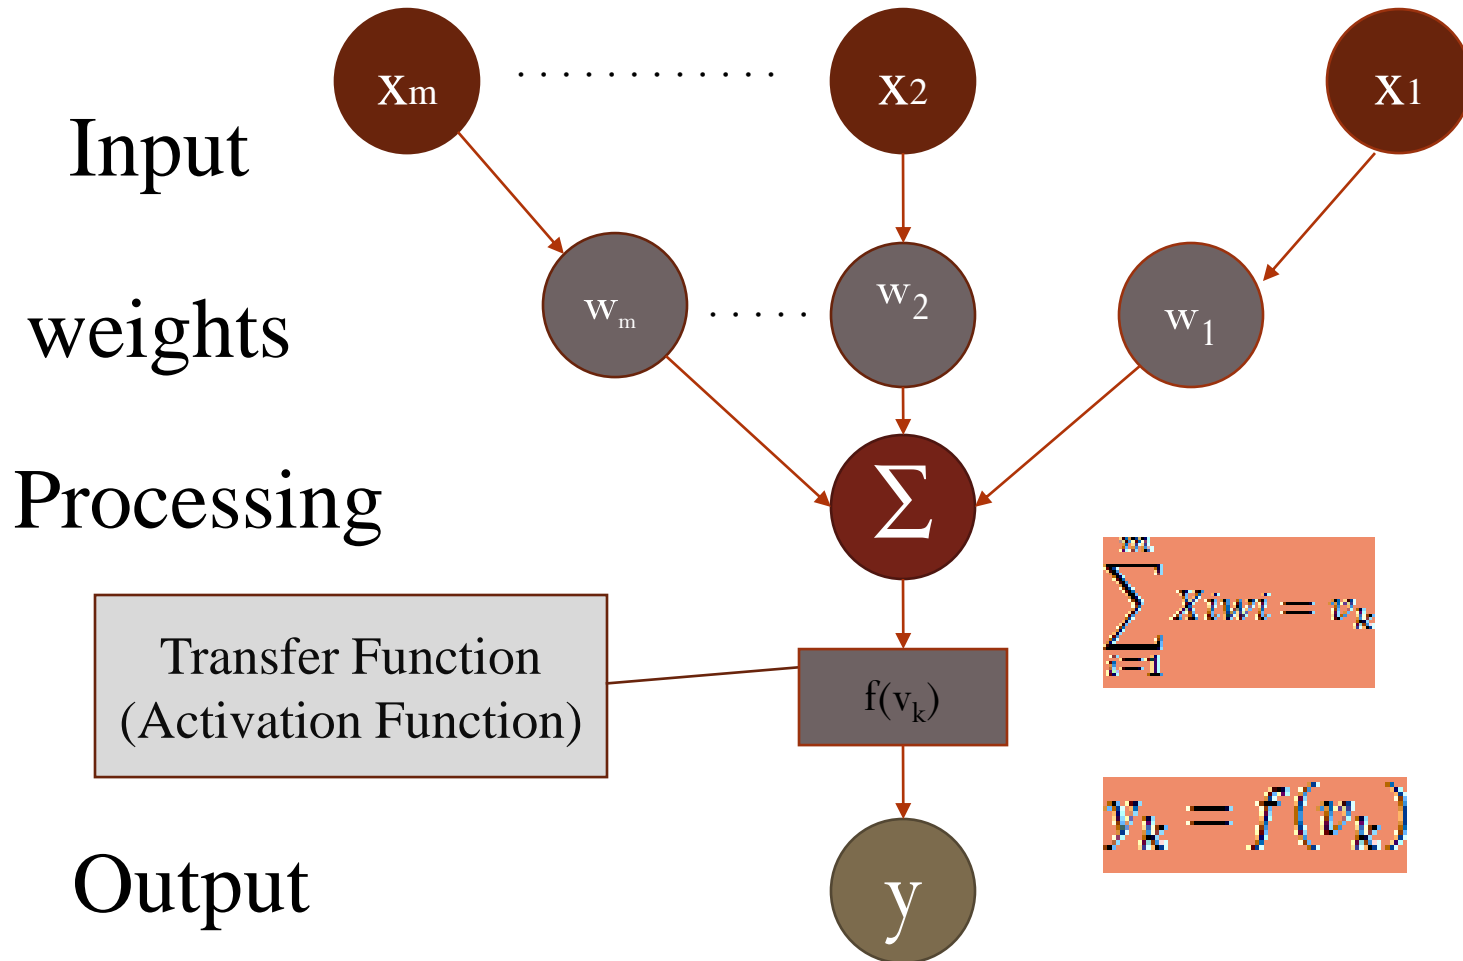 xm ............ x2 x1
Input
wm ..... w2 w1
weights
Processing
Σ
m
∑ xiwi = vk
i=1
Transfer Function
(Activation Function)
f(vk)
yk = f(vk)
Output
y